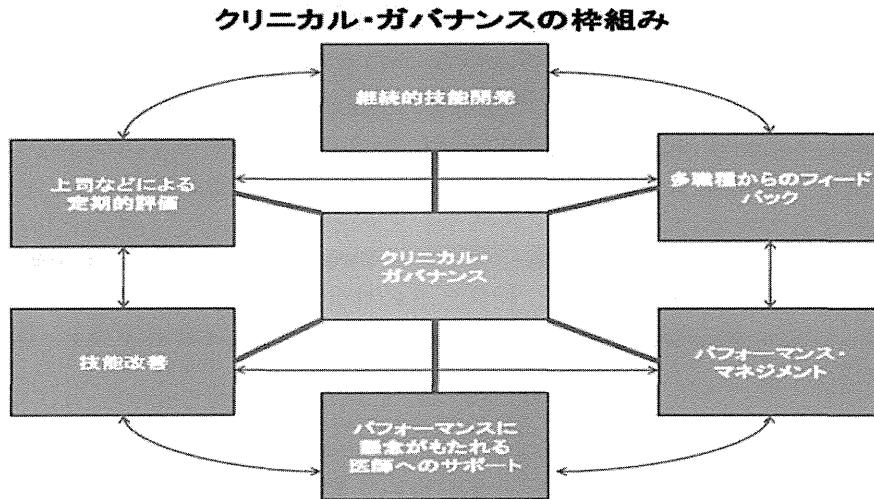 クリニカル・ガバナンスの枠組み
継続的技能開発
上司などによる
定期的評価
多職種からのフィード
バック
クリニカル・
ガバナンス
技能改善
パフォーマンス・
マネジメント
パフォーマンスに
懸念がもたれる
医師へのサポート